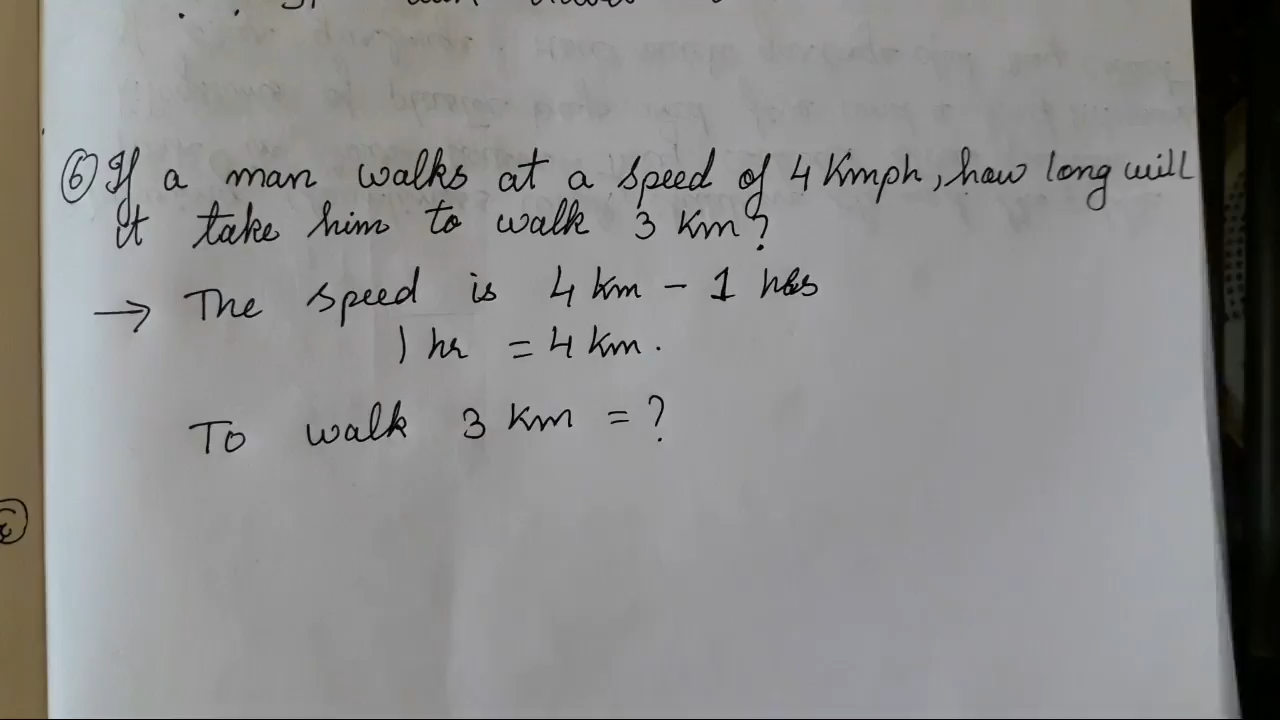 ⑥ If a man walks at a speed of 4 Kmph, how long will
it take him to walk 3 Km?
→ The speed is 4 Km - 1 hrs
1 hr = 4 Km.
To walk 3 Km = ?